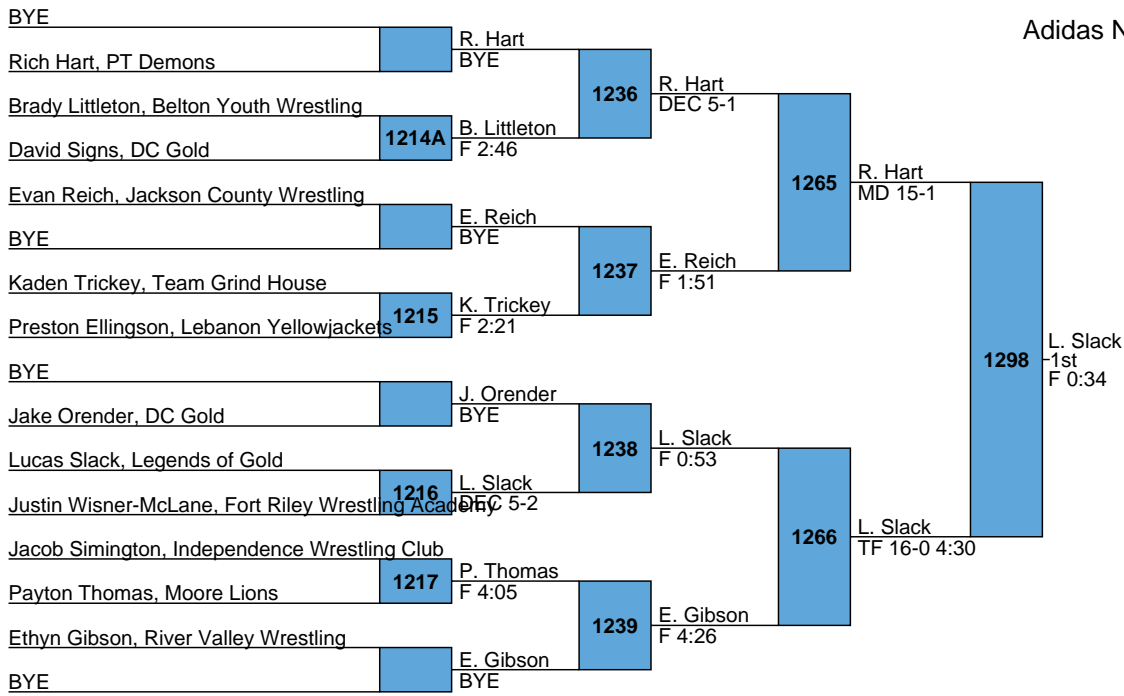 BYE
Adidas N
R. Hart
BYE
Rich Hart, PT Demons
1236
R. Hart
DEC 5-1
Brady Littleton, Belton Youth Wrestling
1214A
B. Littleton
F 2:46
David Signs, DC Gold
1265
R. Hart
MD 15-1
Evan Reich, Jackson County Wrestling
E. Reich
BYE
BYE
1237
E. Reich
F 1:51
Kaden Trickey, Team Grind House
1215
K. Trickey
F 2:21
Preston Ellingson, Lebanon Yellowjackets
1298
L. Slack
1st
F 0:34
BYE
J. Orender
BYE
Jake Orender, DC Gold
1238
L. Slack
F 0:53
Lucas Slack, Legends of Gold
1216
L. Slack
DEC 5-2
Justin Wisner-McLane, Fort Riley Wrestling Academy
1266
L. Slack
TF 16-0 4:30
Jacob Simington, Independence Wrestling Club
1217
P. Thomas
F 4:05
Payton Thomas, Moore Lions
1239
E. Gibson
F 4:26
Ethyn Gibson, River Valley Wrestling
E. Gibson
BYE
BYE